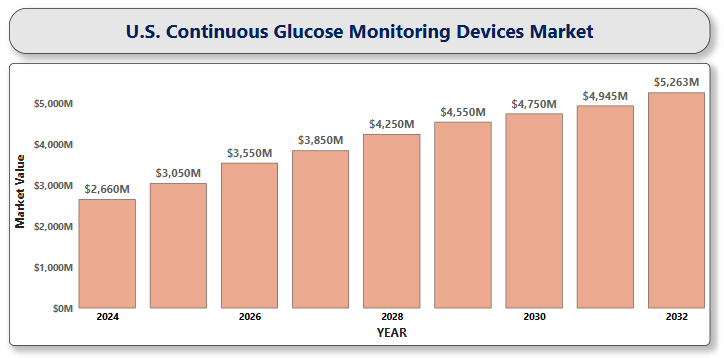 U.S. Continuous Glucose Monitoring Devices Market
$5,263M
$4,945M
$4,750M
$4,550M
$4,250M
$3,850M
$3,550M
$3,050M
$2,660M
$5,000M
$4,000M
$3,000M
$2,000M
$1,000M
$0M
Market Value
2024 2026 2028 2030 2032
YEAR